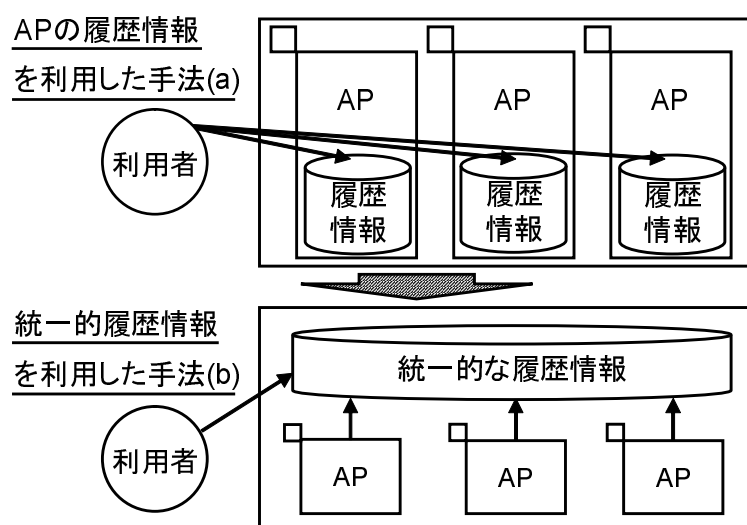 APの履歴情報
を利用した手法(a)
利用者
AP
AP
AP
履歴
情報
履歴
情報
履歴
情報
統一的履歴情報
を利用した手法(b)
利用者
統一的な履歴情報
AP
AP
AP